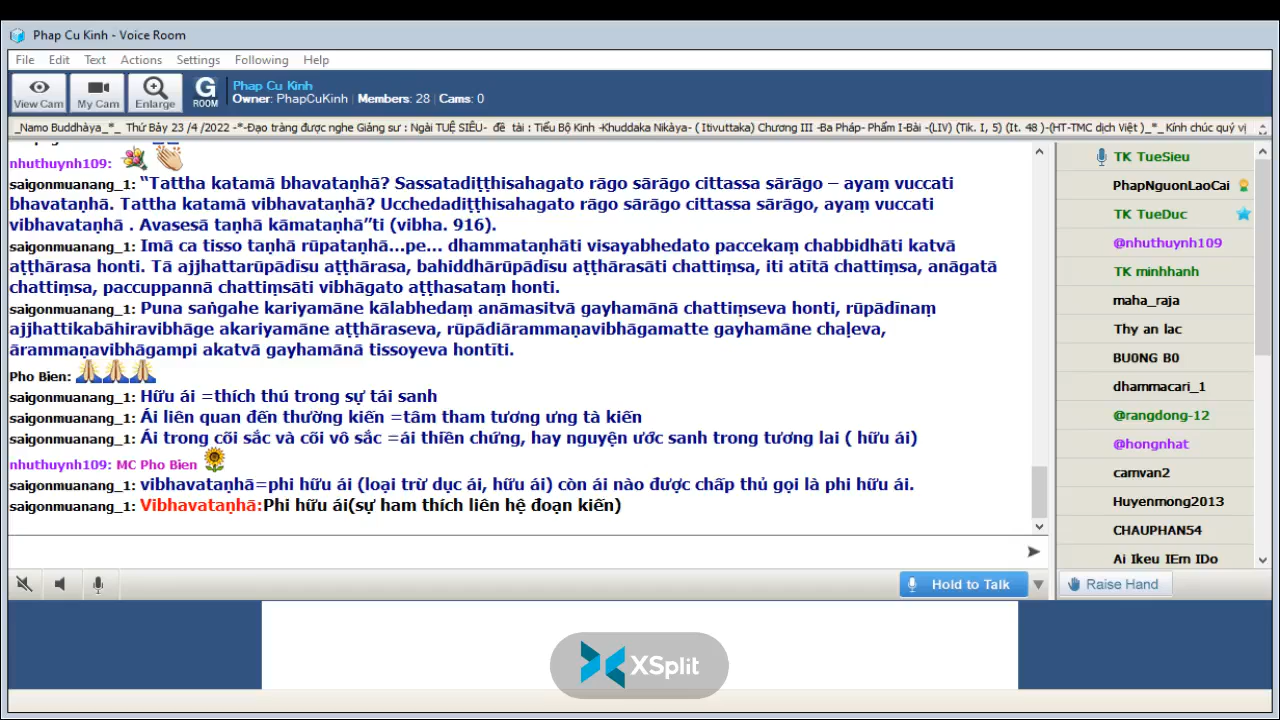 Phap Cu Kinh - Voice Room
File Edit Text Actions Settings Following Help
View Cam My Cam Enlarge G ROOM
Phap Cu Kinh
Owner: PhapCuKinh | Members: 28 | Cams: 0
_Namo Buddhàya_*_ Thứ Bảy 23 /4 /2022 -*-Đạo tràng được nghe Giảng sư : Ngài TUỆ SIÊU- đề tài : Tiểu Bộ Kinh -Khuddaka Nikàya- ( Itivuttaka) Chương III -Ba Pháp- Phẩm I-Bài -(LIV) (Tik. I, 5) (It. 48 )-(HT-TMC dịch Việt )_*_ Kính chúc quý vị
nhuthuynh109:
saigonmuanang_1: “Tattha katamā bhavataṇhā? Sassatadiṭṭhisahagato rāgo sārāgo cittassa sārāgo – ayaṃ vuccati
bhavataṇhā. Tattha katamā vibhavataṇhā? Ucchedadiṭṭhisahagato rāgo sārāgo cittassa sārāgo, ayaṃ vuccati
vibhavataṇhā . Avasesā taṇhā kāmataṇhā”ti (vibha. 916).
saigonmuanang_1: Imā ca tisso taṇhā rūpataṇhā...pe... dhammataṇhāti visayabhedato paccekaṃ chabbidhāti katvā
aṭṭhārasa honti. Tā ajjhattarūpādīsu aṭṭhārasa, bahiddhārūpādīsu aṭṭhārasāti chattiṃsa, iti atītā chattiṃsa, anāgatā
chattiṃsa, paccuppannā chattiṃsāti vibhāgato aṭṭhasataṃ honti.
saigonmuanang_1: Puna saṅgahe kariyamāne kālabhedaṃ anāmasitvā gayhamānā chattiṃseva honti, rūpādīnaṃ
ajjhattikabāhiravibhāge akariyamāne aṭṭhāraseva, rūpādiārammaṇavibhāgamatte gayhamāne chaḷeva,
ārammaṇavibhāgampi akatvā gayhamānā tissoyeva hontīti.
Pho Bien:
saigonmuanang_1: Hữu ái =thích thú trong sự tái sanh
saigonmuanang_1: Ái liên quan đến thường kiến =tâm tham tương ưng tà kiến
saigonmuanang_1: Ái trong cõi sắc và cõi vô sắc =ái thiền chứng, hay nguyện ước sanh trong tương lai ( hữu ái)
nhuthuynh109: MC Pho Bien
saigonmuanang_1: vibhavataṇhā=phi hữu ái (loại trừ dục ái, hữu ái) còn ái nào được chấp thủ gọi là phi hữu ái.
saigonmuanang_1: Vibhavataṇhā:Phi hữu ái(sự ham thích liên hệ đoạn kiến)
Hold to Talk
TK TueSieu
PhapNguonLaoCai
TK TueDuc
@nhuthuynh109
TK minhhanh
maha_raja
Thy an lac
BU0NG B0
dhammacari_1
@rangdong-12
@hongnhat
camvan2
Huyenmong2013
CHAUPHAN54
Ai Ikeu IEm IDo
Raise Hand
XSplit